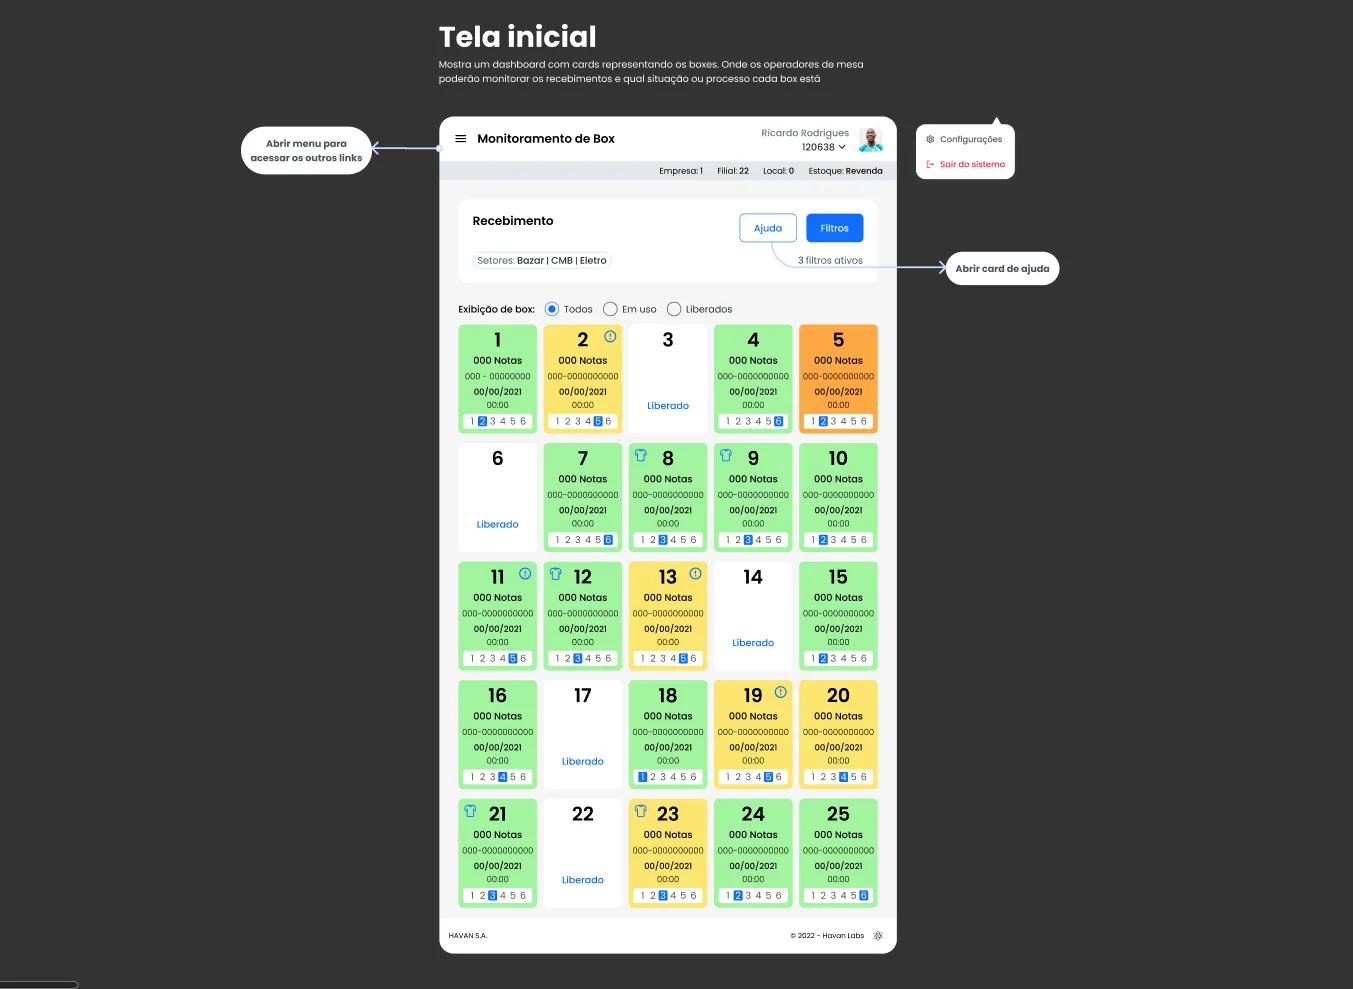 Tela inicial
Mostra um dashboard com cards representando os boxes. Onde os operadores de mesa
poderão monitorar os recebimentos e qual situação ou processo cada box está
Abrir menu para
acessar os outros links
Monitoramento de Box
Ricardo Rodrigues
120638
Configurações
Sair do sistema
Empresa: 1 Filial: 22 Local: 0 Estoque: Revenda
Recebimento
Ajuda
Filtros
Setores: Bazar | CMB | Eletro
3 filtros ativos
Abrir card de ajuda
Exibição de box: Todos Em uso Liberados
1
000 Notas
000 - 00000000
00/00/2021
00:00
1 2 3 4 5 6
2
000 Notas
000-0000000000
00/00/2021
00:00
1 2 3 4 5 6
3
Liberado
4
000 Notas
000-0000000000
00/00/2021
00:00
1 2 3 4 5 6
5
000 Notas
000-0000000000
00/00/2021
00:00
1 2 3 4 5 6
6
Liberado
7
000 Notas
000-0000000000
00/00/2021
00:00
1 2 3 4 5 6
8
000 Notas
000-0000000000
00/00/2021
00:00
1 2 3 4 5 6
9
000 Notas
000-0000000000
00/00/2021
00:00
1 2 3 4 5 6
10
000 Notas
000-0000000000
00/00/2021
00:00
1 2 3 4 5 6
11
000 Notas
000-0000000000
00/00/2021
00:00
1 2 3 4 5 6
12
000 Notas
000-0000000000
00/00/2021
00:00
1 2 3 4 5 6
13
000 Notas
000-0000000000
00/00/2021
00:00
1 2 3 4 5 6
14
Liberado
15
000 Notas
000-0000000000
00/00/2021
00:00
1 2 3 4 5 6
16
000 Notas
000-0000000000
00/00/2021
00:00
1 2 3 4 5 6
17
Liberado
18
000 Notas
000-0000000000
00/00/2021
00:00
1 2 3 4 5 6
19
000 Notas
000-0000000000
00/00/2021
00:00
1 2 3 4 5 6
20
000 Notas
000-0000000000
00/00/2021
00:00
1 2 3 4 5 6
21
000 Notas
000-0000000000
00/00/2021
00:00
1 2 3 4 5 6
22
Liberado
23
000 Notas
000-0000000000
00/00/2021
00:00
1 2 3 4 5 6
24
000 Notas
000-0000000000
00/00/2021
00:00
1 2 3 4 5 6
25
000 Notas
000-0000000000
00/00/2021
00:00
1 2 3 4 5 6
HAVAN S.A.
© 2022 - Havan Labs